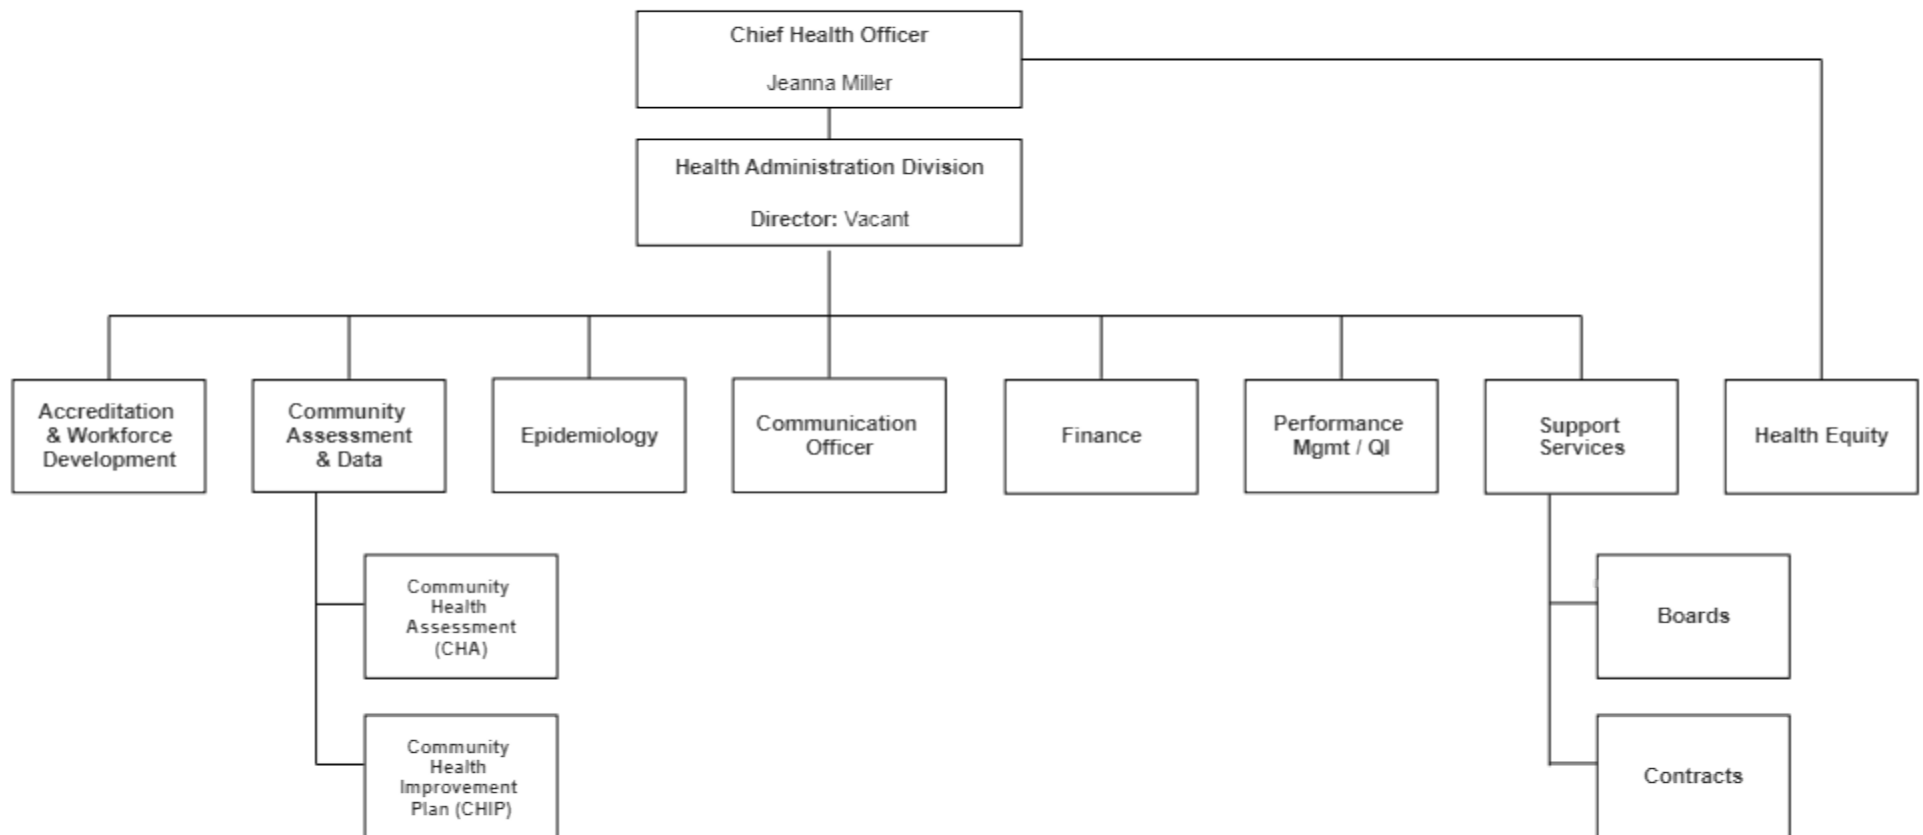 Chief Health Officer
Jeanna Miller
Health Administration Division
Director: Vacant
Accreditation
& Workforce
Development
Community
Assessment
& Data
Epidemiology
Communication
Officer
Finance
Performance
Mgmt / QI
Support
Services
Health Equity
Community
Health
Assessment
(CHA)
Boards
Community
Health
Improvement
Plan (CHIP)
Contracts